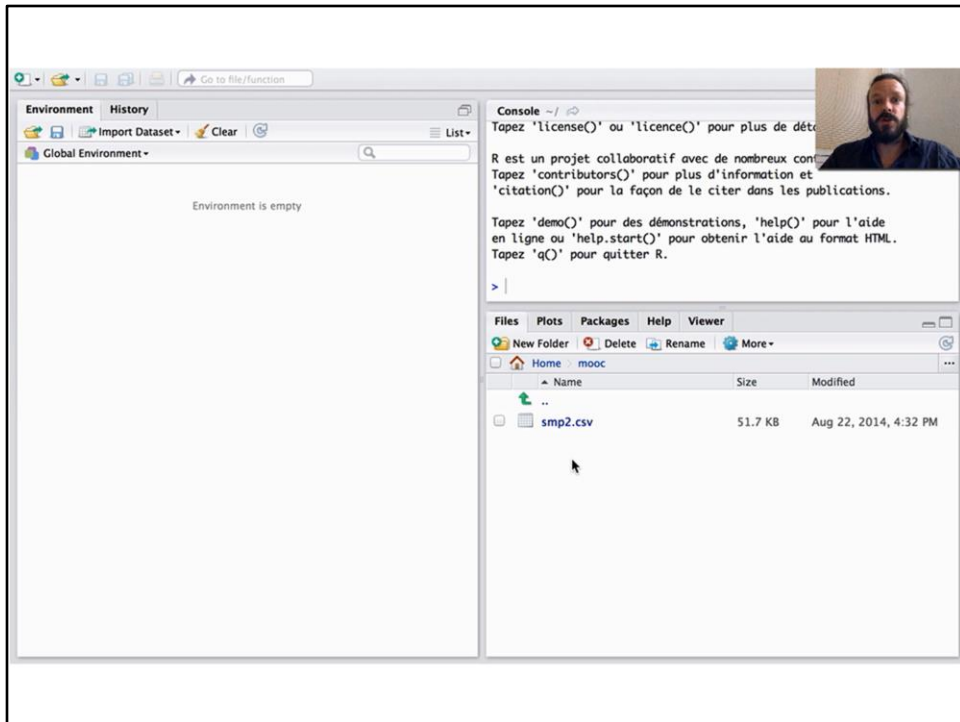 Go to file/function
Environment History
Import Dataset Clear List
Global Environment
Environment is empty
Console ~/
Tapez 'license()' ou 'licence()' pour plus de
R est un projet collaboratif avec de nombreux
Tapez 'contributors()' pour plus d'information et
'citation()' pour la façon de le citer dans les publications.
Tapez 'demo()' pour des démonstrations, 'help()' pour l'aide
en ligne ou 'help.start()' pour obtenir l'aide au format HTML.
Tapez 'q()' pour quitter R.
>
Files Plots Packages Help Viewer
New Folder Delete Rename More
Home mooc
Name Size Modified
..
smp2.csv 51.7 KB Aug 22, 2014, 4:32 PM